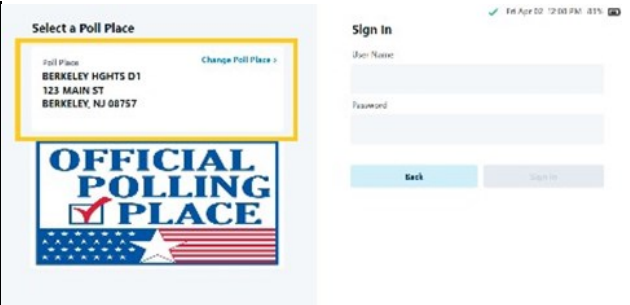 Select a Poll Place
Poll Place
Change Poll Place ›
BERKELEY HGHTS D1
123 MAIN ST
BERKELEY, NJ 08757
OFFICIAL
POLLING
PLACE
Fri Apr 02 12:08 PM 41%
Sign In
User Name
Password
Back
Sign In